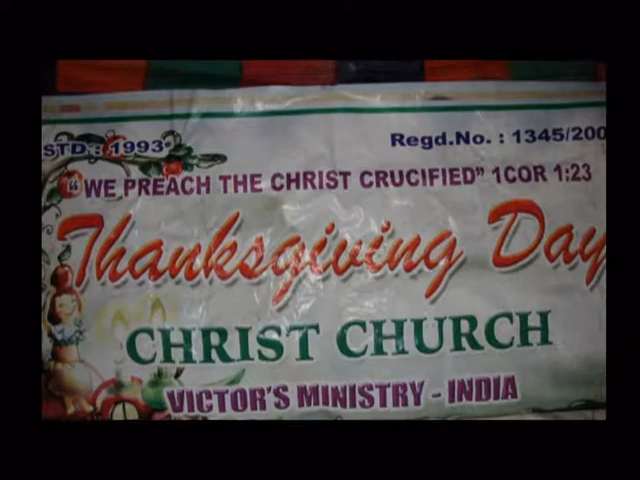 STD : 1993
Regd.No. : 1345/200
"WE PREACH THE CHRIST CRUCIFIED" 1COR 1:23
Thanksgiving Day
CHRIST CHURCH
VICTOR'S MINISTRY - INDIA